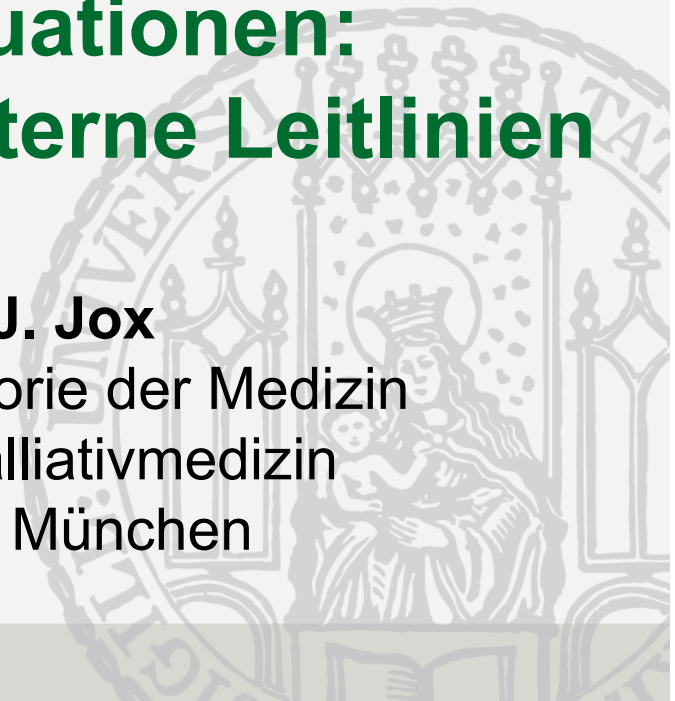 uationen:
terne Leitlinien
J. Jox
orie der Medizin
alliativmedizin
München